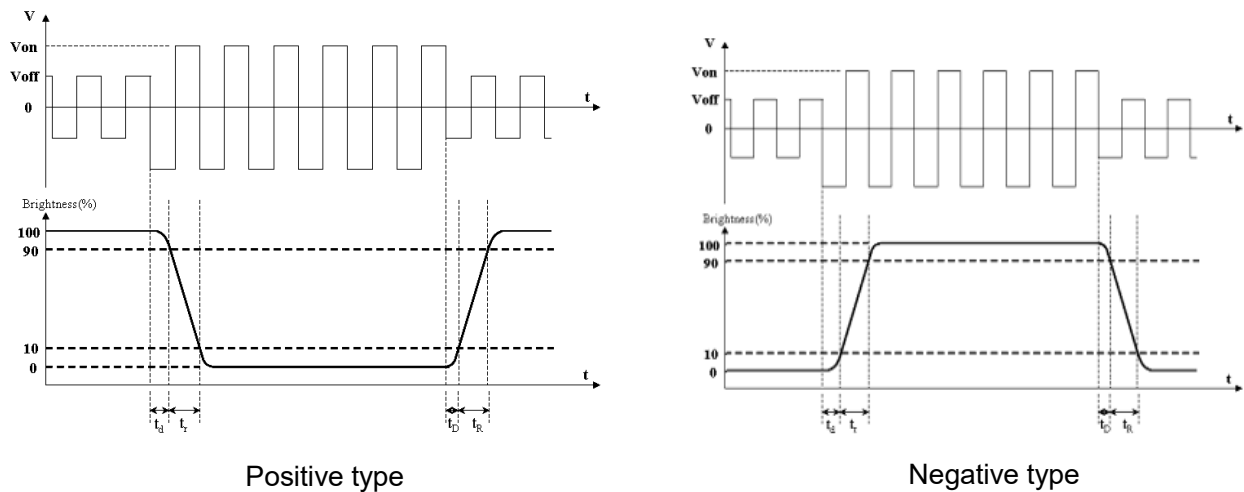 V
Von
Voff
0
t
Brightness(%)
100
90
10
0
t
td tr tD tR
Positive type
V
Von
Voff
0
t
Brightness(%)
100
90
10
0
t
td tr tD tR
Negative type